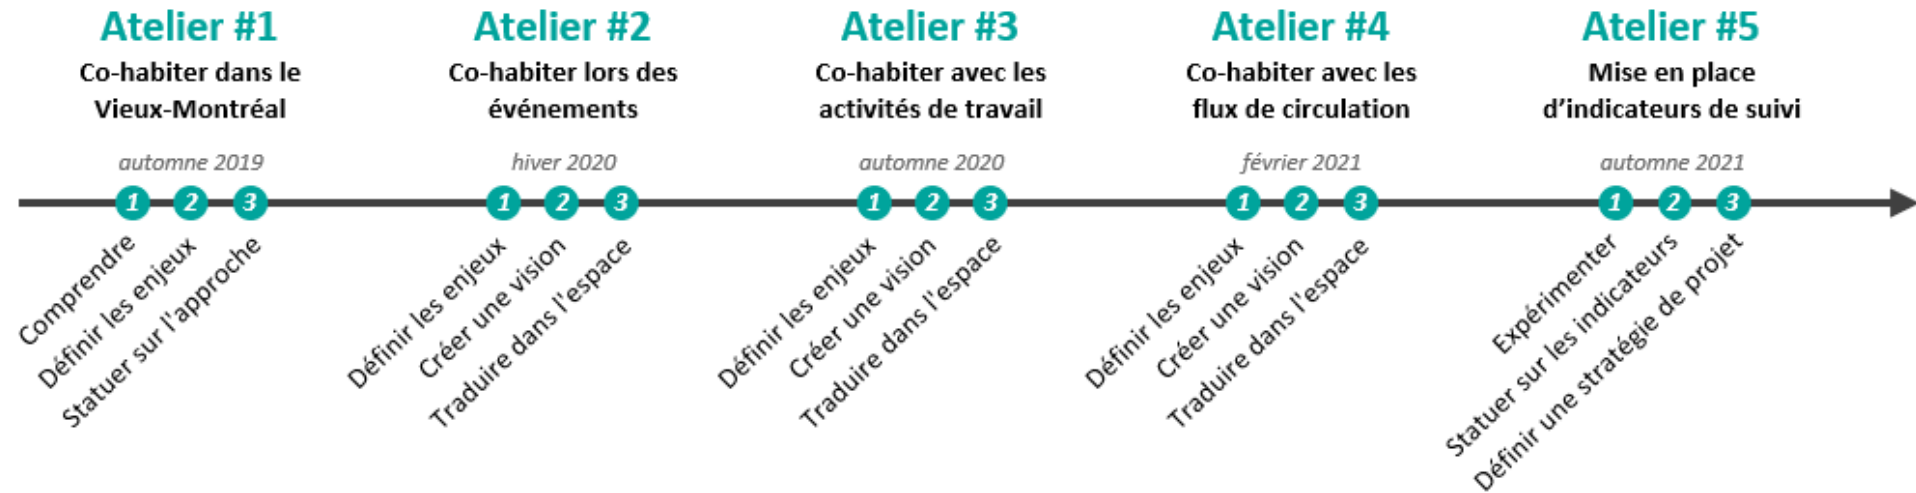 Atelier #1
Co-habiter dans le
Vieux-Montréal
automne 2019
1 2 3
Comprendre
Définir les enjeux
Statuer sur l'approche
Atelier #2
Co-habiter lors des
événements
hiver 2020
1 2 3
Définir les enjeux
Créer une vision
Traduire dans l'espace
Atelier #3
Co-habiter avec les
activités de travail
automne 2020
1 2 3
Définir les enjeux
Créer une vision
Traduire dans l'espace
Atelier #4
Co-habiter avec les
flux de circulation
février 2021
1 2 3
Définir les enjeux
Créer une vision
Traduire dans l'espace
Atelier #5
Mise en place
d’indicateurs de suivi
automne 2021
1 2 3
Expérimenter
Statuer sur les indicateurs
Définir une stratégie de projet